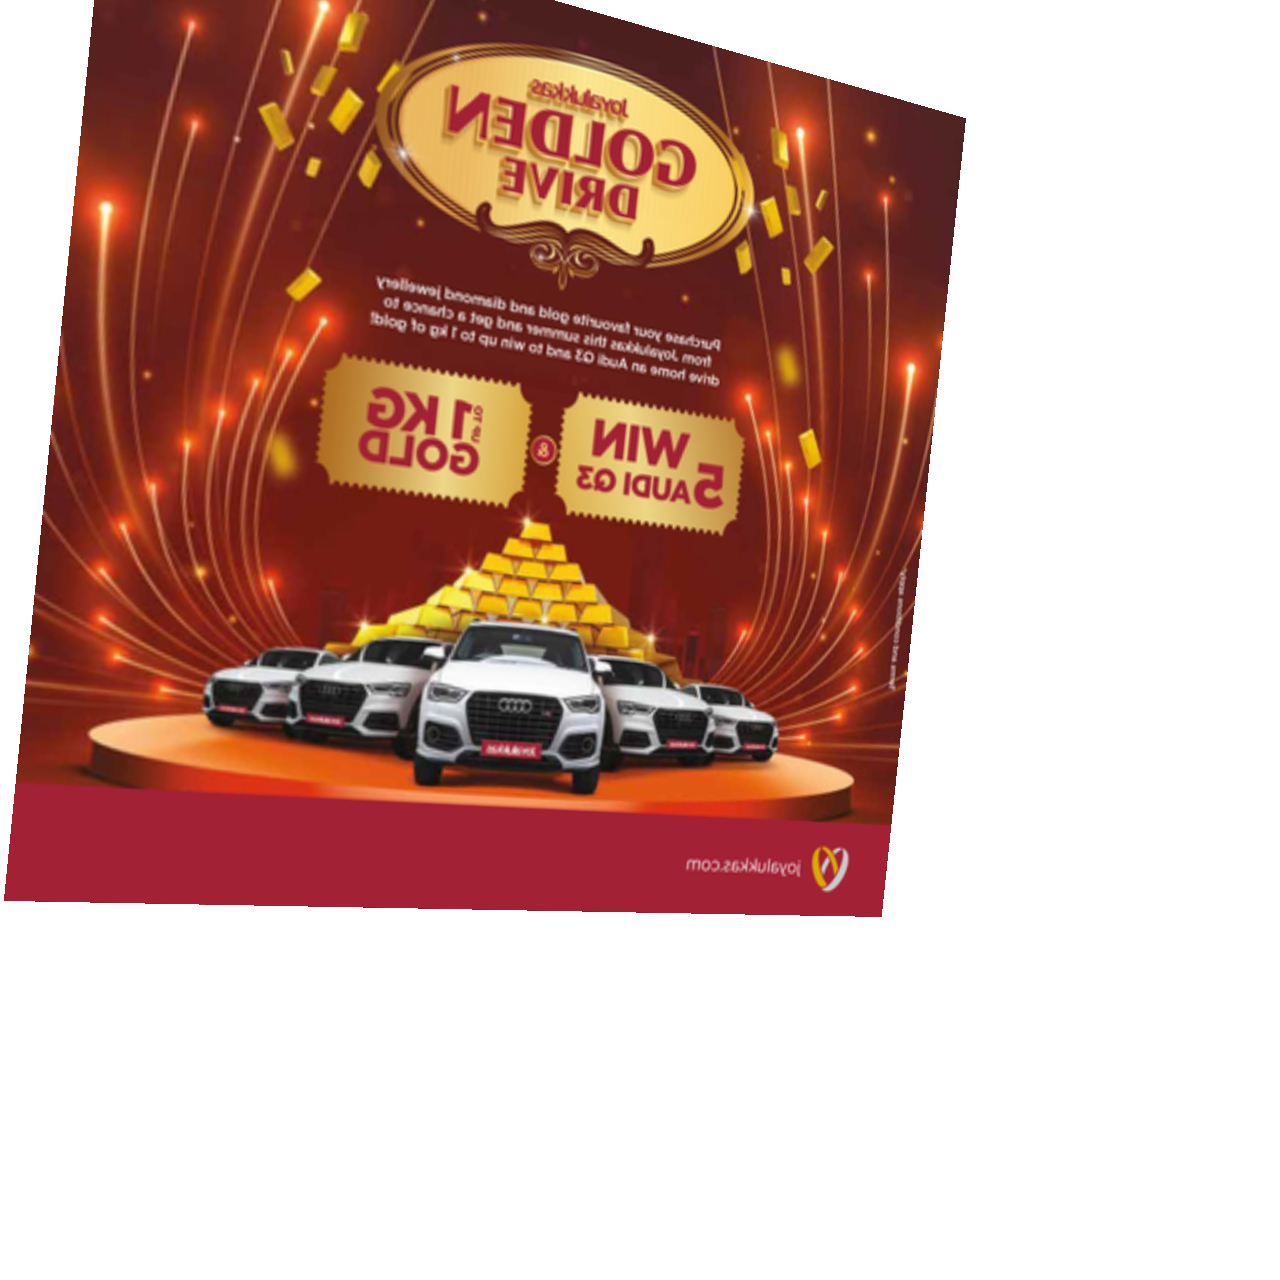 Joyalukkas
GOLDEN
DRIVE
Purchase your favourite gold and diamond jewellery
from Joyalukkas this summer and get a chance to
drive home an Audi Q3 and to win up to 1 kg of gold!
WIN
5 AUDI Q3
&
UP TO 1 KG
GOLD
Joyalukkas
joyalukkas.com